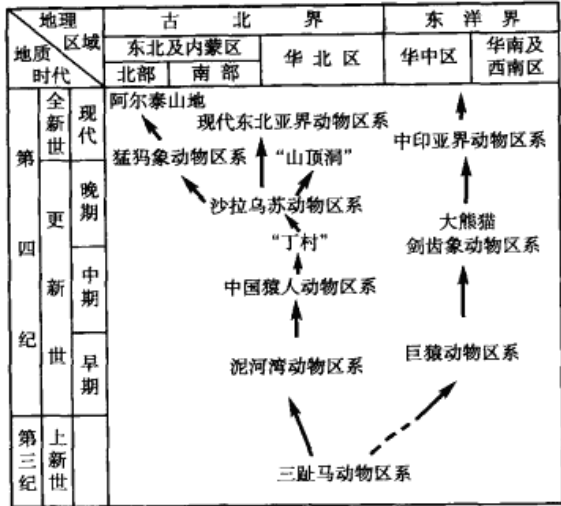 地理区域
地质时代
古北界
东洋界
东北及内蒙区
华北区
华中区
华南及西南区
北部
南部
第四纪
全新世
现代
更新世
晚期
中期
早期
第三纪
上新世
阿尔泰山地
现代东北亚界动物区系
中印亚界动物区系
猛犸象动物区系
“山顶洞”
沙拉乌苏动物区系
大熊猫
剑齿象动物区系
“丁村”
中国猿人动物区系
泥河湾动物区系
巨猿动物区系
三趾马动物区系